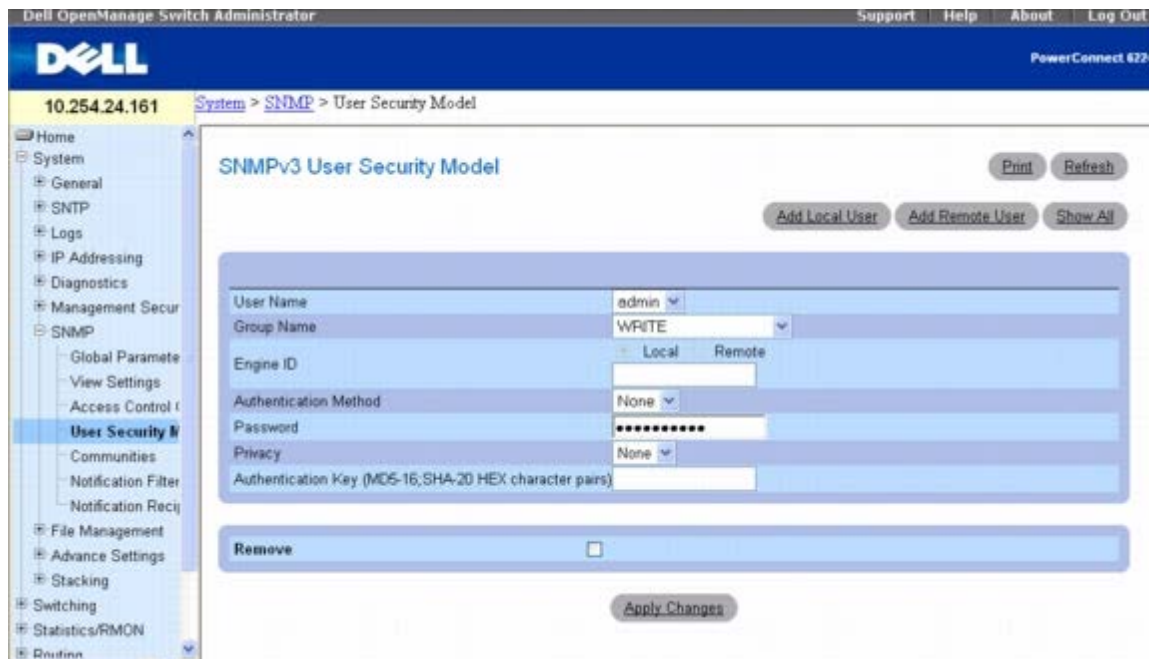 Dell OpenManage Switch Administrator
Support Help About Log Out
DELL
PowerConnect 622
10.254.24.161
System > SNMP > User Security Model
Home
System
General
SNTP
Logs
IP Addressing
Diagnostics
Management Secur
SNMP
Global Paramete
View Settings
Access Control
User Security M
Communities
Notification Filter
Notification Recip
File Management
Advance Settings
Stacking
Switching
Statistics/RMON
Routing
SNMPv3 User Security Model
Print Refresh
Add Local User Add Remote User Show All
User Name admin
Group Name WRITE
Engine ID Local Remote
Authentication Method None
Password ••••••••••
Privacy None
Authentication Key (MD5-16;SHA-20 HEX character pairs)
Remove
Apply Changes